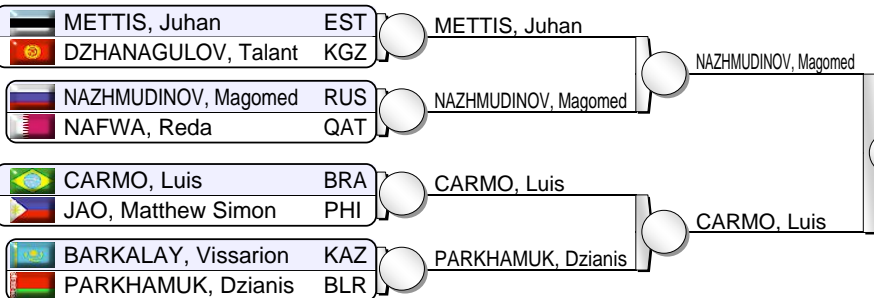 METTIS, Juhan EST
DZHANAGULOV, Talant KGZ
METTIS, Juhan
NAZHMUDINOV, Magomed
NAZHMUDINOV, Magomed RUS
NAFWA, Reda QAT
NAZHMUDINOV, Magomed
CARMO, Luis BRA
JAO, Matthew Simon PHI
CARMO, Luis
CARMO, Luis
BARKALAY, Vissarion KAZ
PARKHAMUK, Dzianis BLR
PARKHAMUK, Dzianis